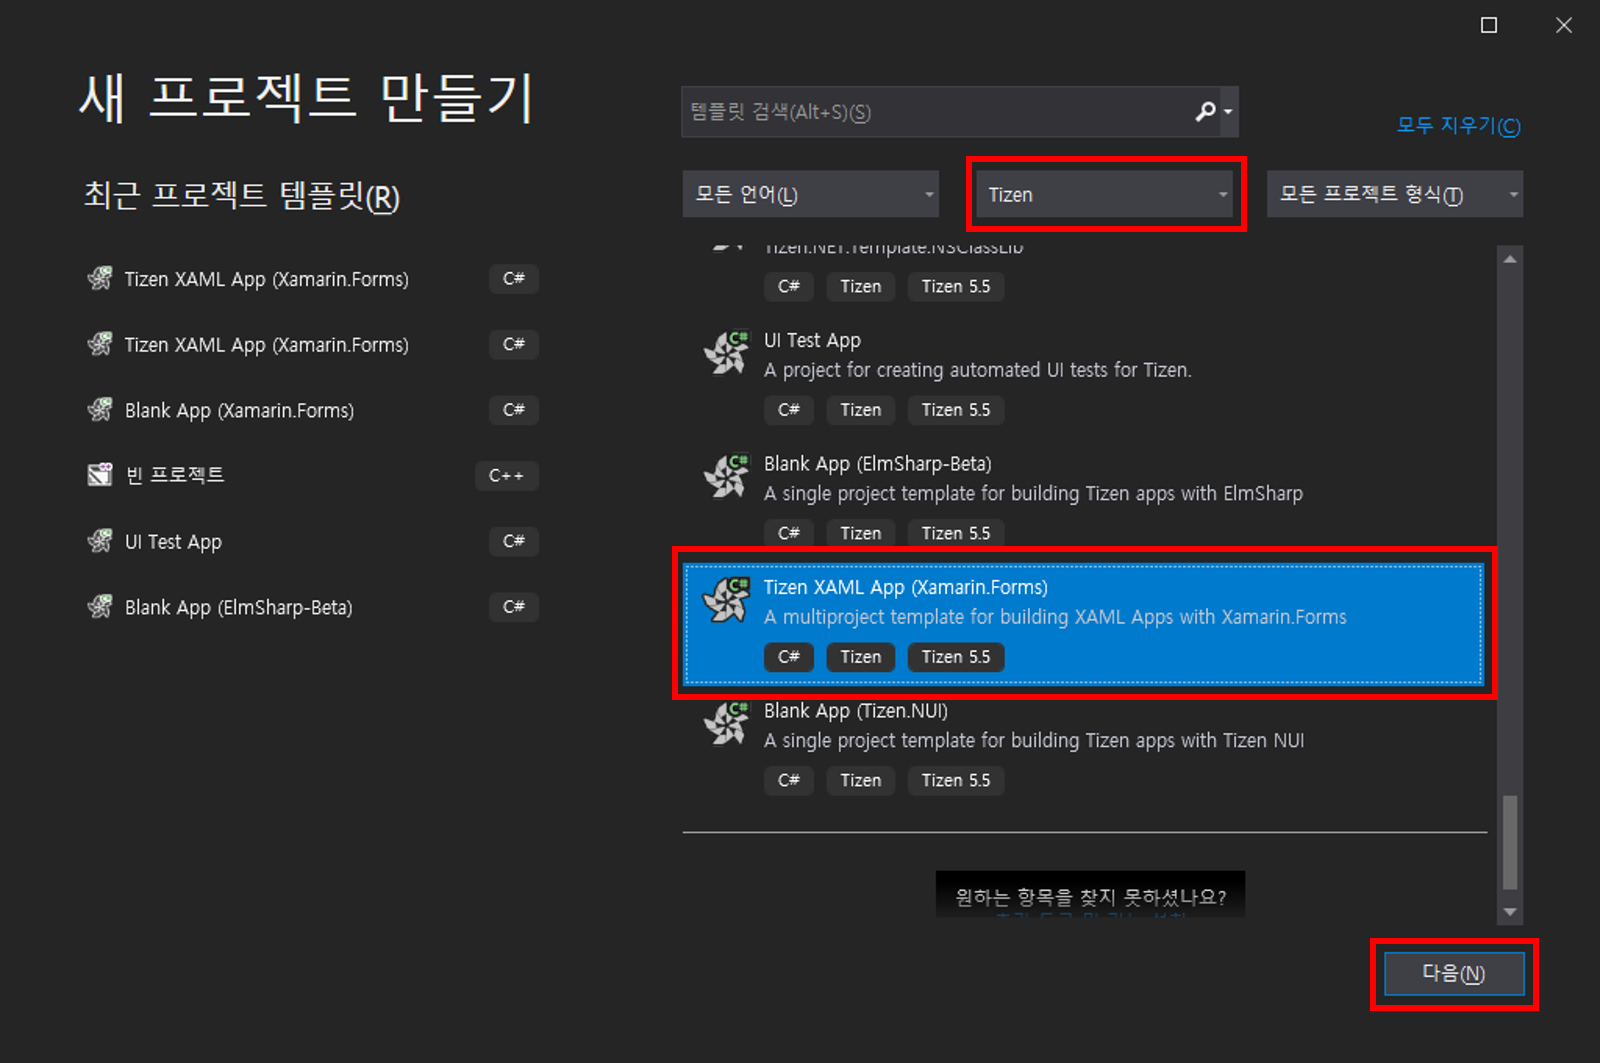 새 프로젝트 만들기
최근 프로젝트 템플릿(R)
Tizen XAML App (Xamarin.Forms) C#
Tizen XAML App (Xamarin.Forms) C#
Blank App (Xamarin.Forms) C#
빈 프로젝트 C++
UI Test App C#
Blank App (ElmSharp-Beta) C#
템플릿 검색(Alt+S)(S)
모두 지우기(C)
모든 언어(L) Tizen 모든 프로젝트 형식(T)
Tizen.NET.Template.NSClassLib
C# Tizen Tizen 5.5
UI Test App
A project for creating automated UI tests for Tizen.
C# Tizen Tizen 5.5
Blank App (ElmSharp-Beta)
A single project template for building Tizen apps with ElmSharp
C# Tizen Tizen 5.5
Tizen XAML App (Xamarin.Forms)
A multiproject template for building XAML Apps with Xamarin.Forms
C# Tizen Tizen 5.5
Blank App (Tizen.NUI)
A single project template for building Tizen apps with Tizen NUI
C# Tizen Tizen 5.5
원하는 항목을 찾지 못하셨나요?
다음(N)